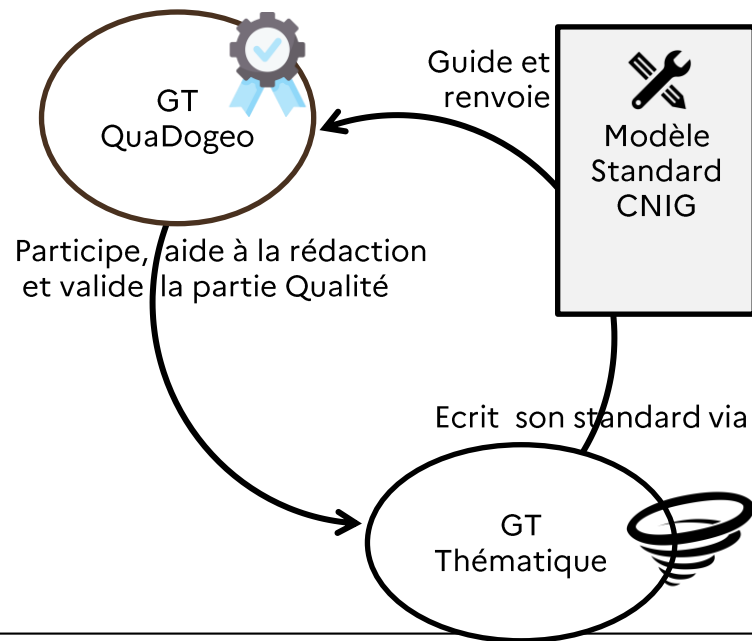 GT
QuaDogeo
Guide et
renvoie
Modèle
Standard
CNIG
Participe, aide à la rédaction
et valide la partie Qualité
Ecrit son standard via
GT
Thématique